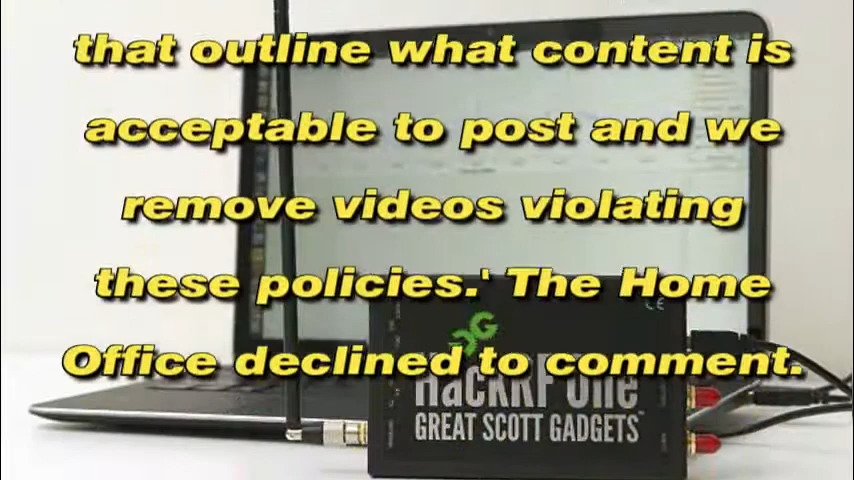 that outline what content is
acceptable to post and we
remove videos violating
these policies.' The Home
Office declined to comment.
HackRF One
GREAT SCOTT GADGETS
CE